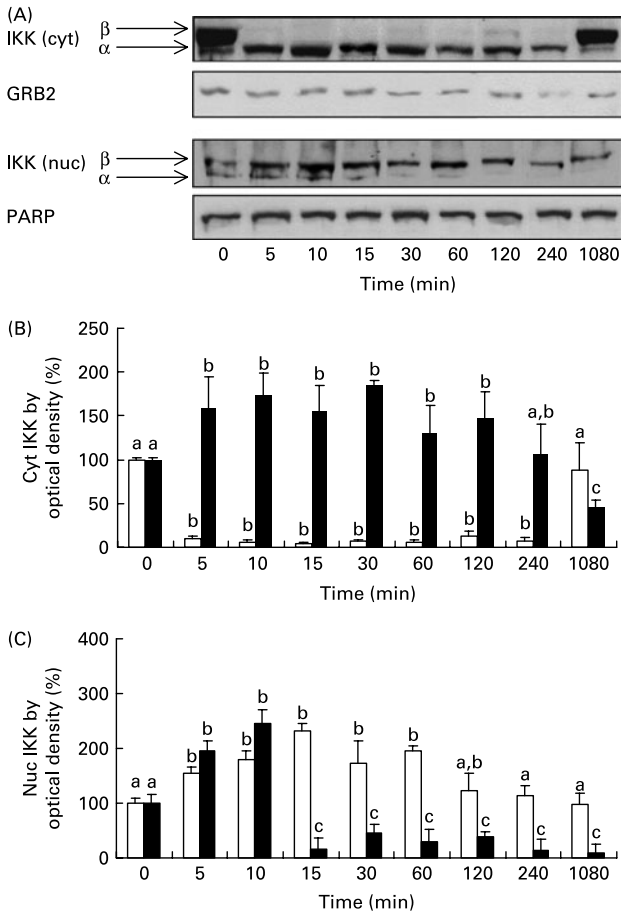 (A)
β
IKK (cyt)
α
GRB2
β
IKK (nuc)
α
PARP
0 5 10 15 30 60 120 240 1080
Time (min)
(B)
Cyt IKK by
optical density (%)
250
200
150
100
50
0
a a b b b b b b b b b b b b b b a,b a c
0 5 10 15 30 60 120 240 1080
Time (min)
(C)
Nuc IKK by
optical density (%)
400
300
200
100
0
a a b b b b b c b c b c a,b c a c a c
0 5 10 15 30 60 120 240 1080
Time (min)